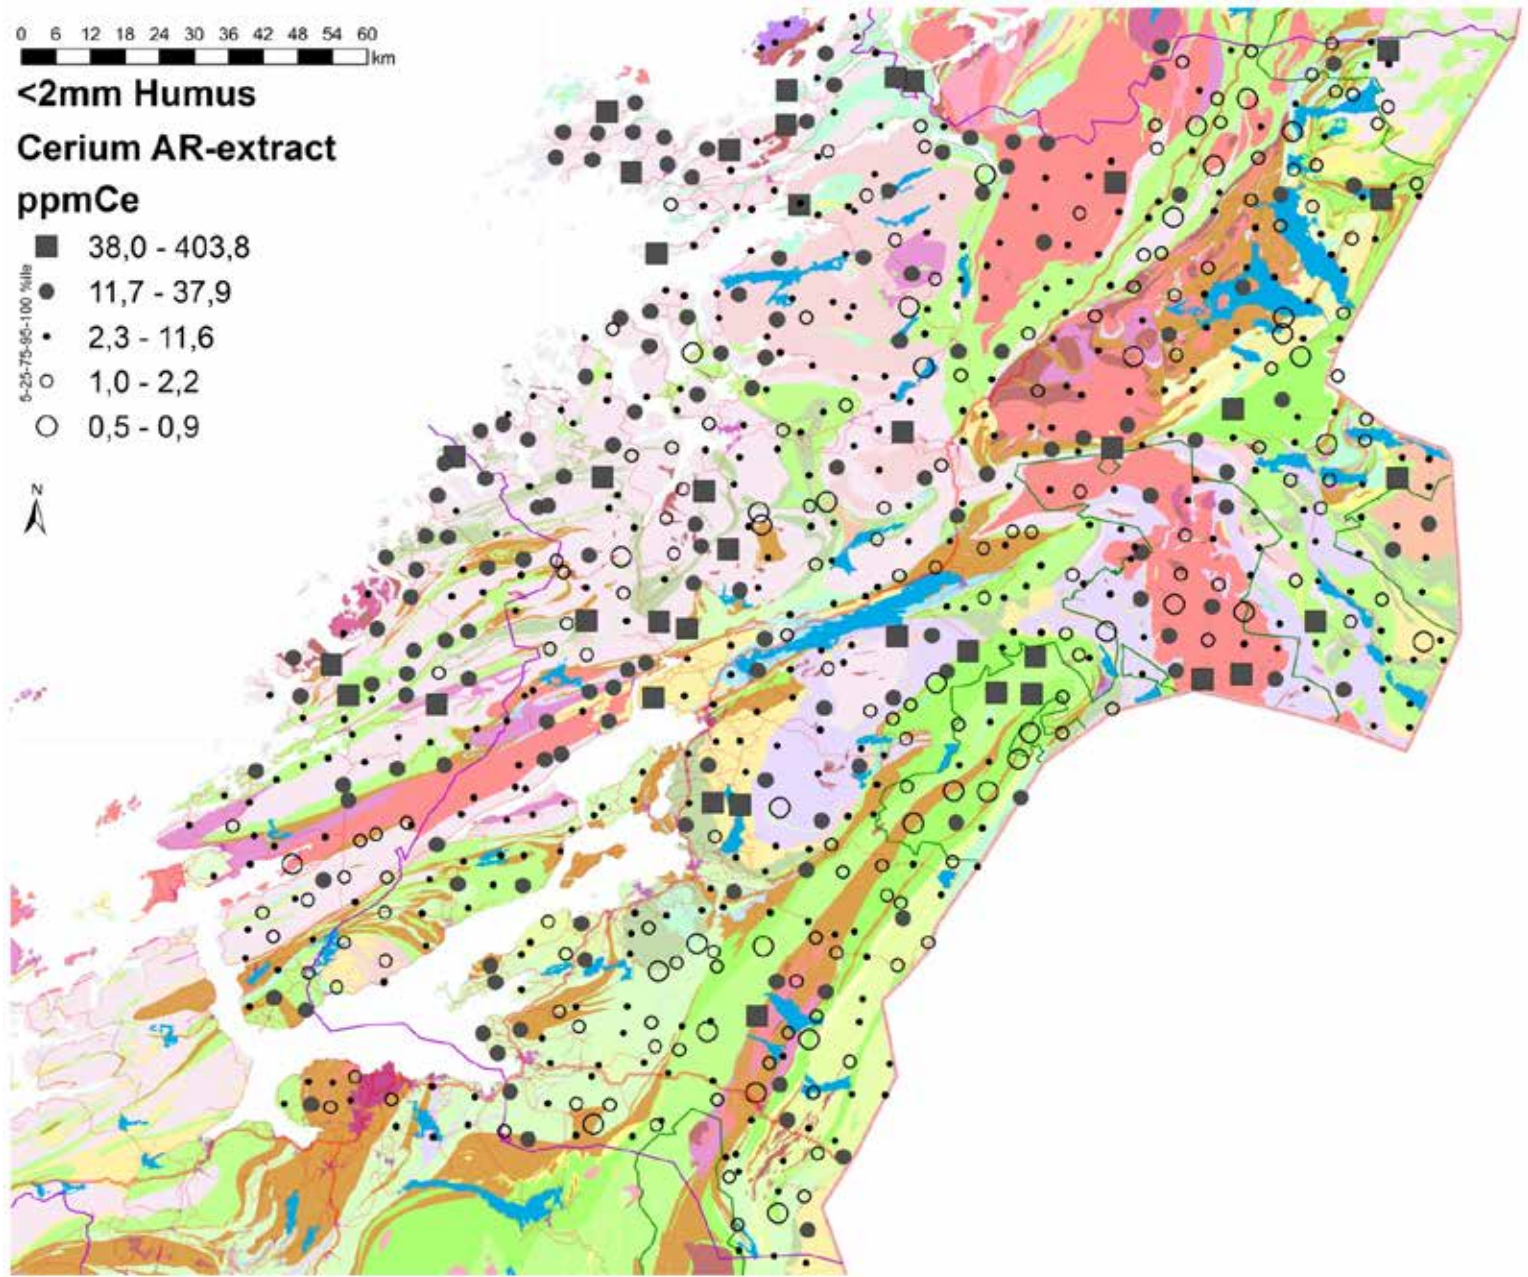 0 6 12 18 24 30 36 42 48 54 60
km
<2mm Humus
Cerium AR-extract
ppmCe
38,0 - 403,8
11,7 - 37,9
2,3 - 11,6
1,0 - 2,2
0,5 - 0,9
5-25-75-95-100 %ile
N